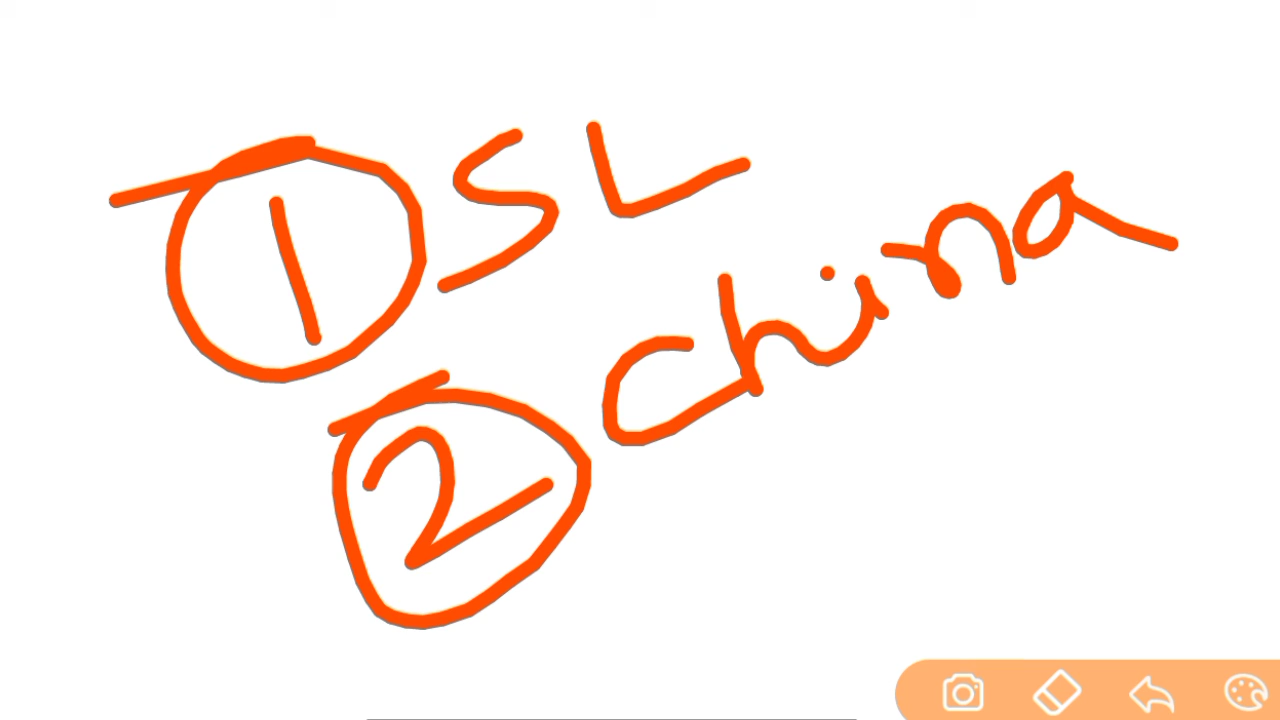 ① SL
② China